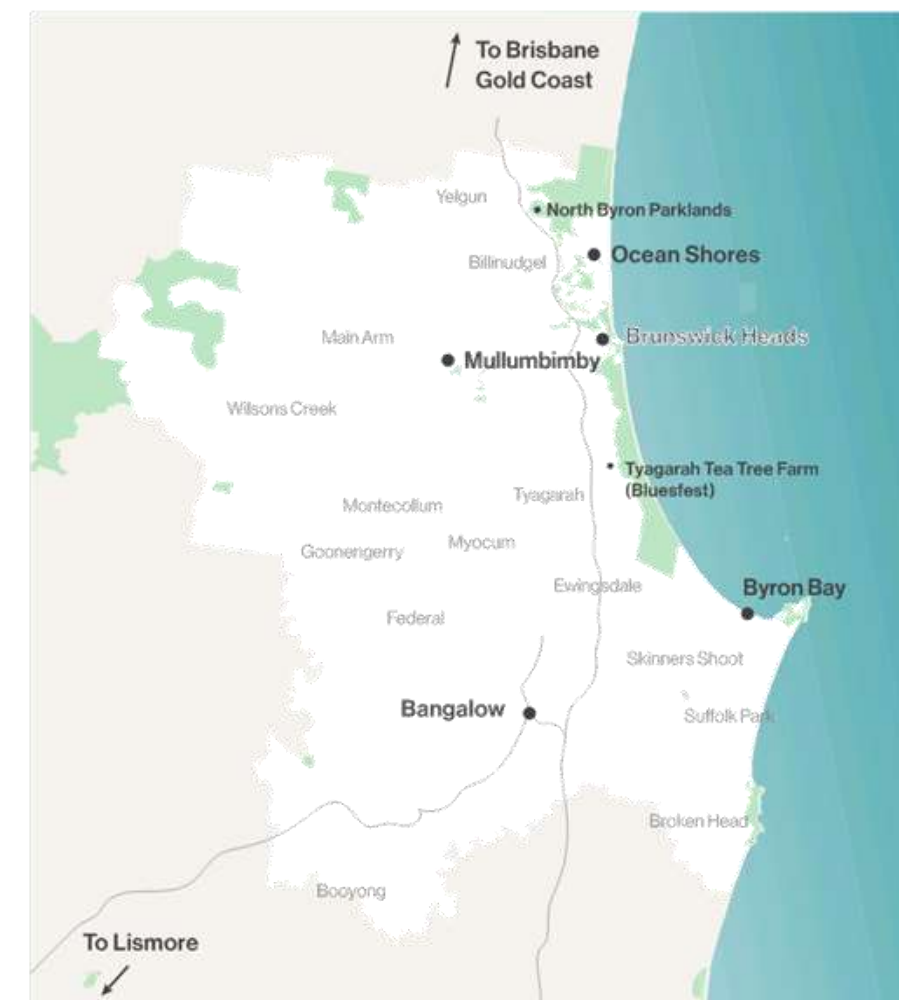 To Brisbane
Gold Coast
Yelgun
North Byron Parklands
Ocean Shores
Billinudgel
Brunswick Heads
Main Arm
Mullumbimby
Wilsons Creek
Tyagarah Tea Tree Farm
(Bluesfest)
Tyagarah
Montecollum
Myocum
Goonengerry
Ewingsdale
Byron Bay
Federal
Skinners Shoot
Bangalow
Suffolk Park
Broken Head
Booyong
To Lismore